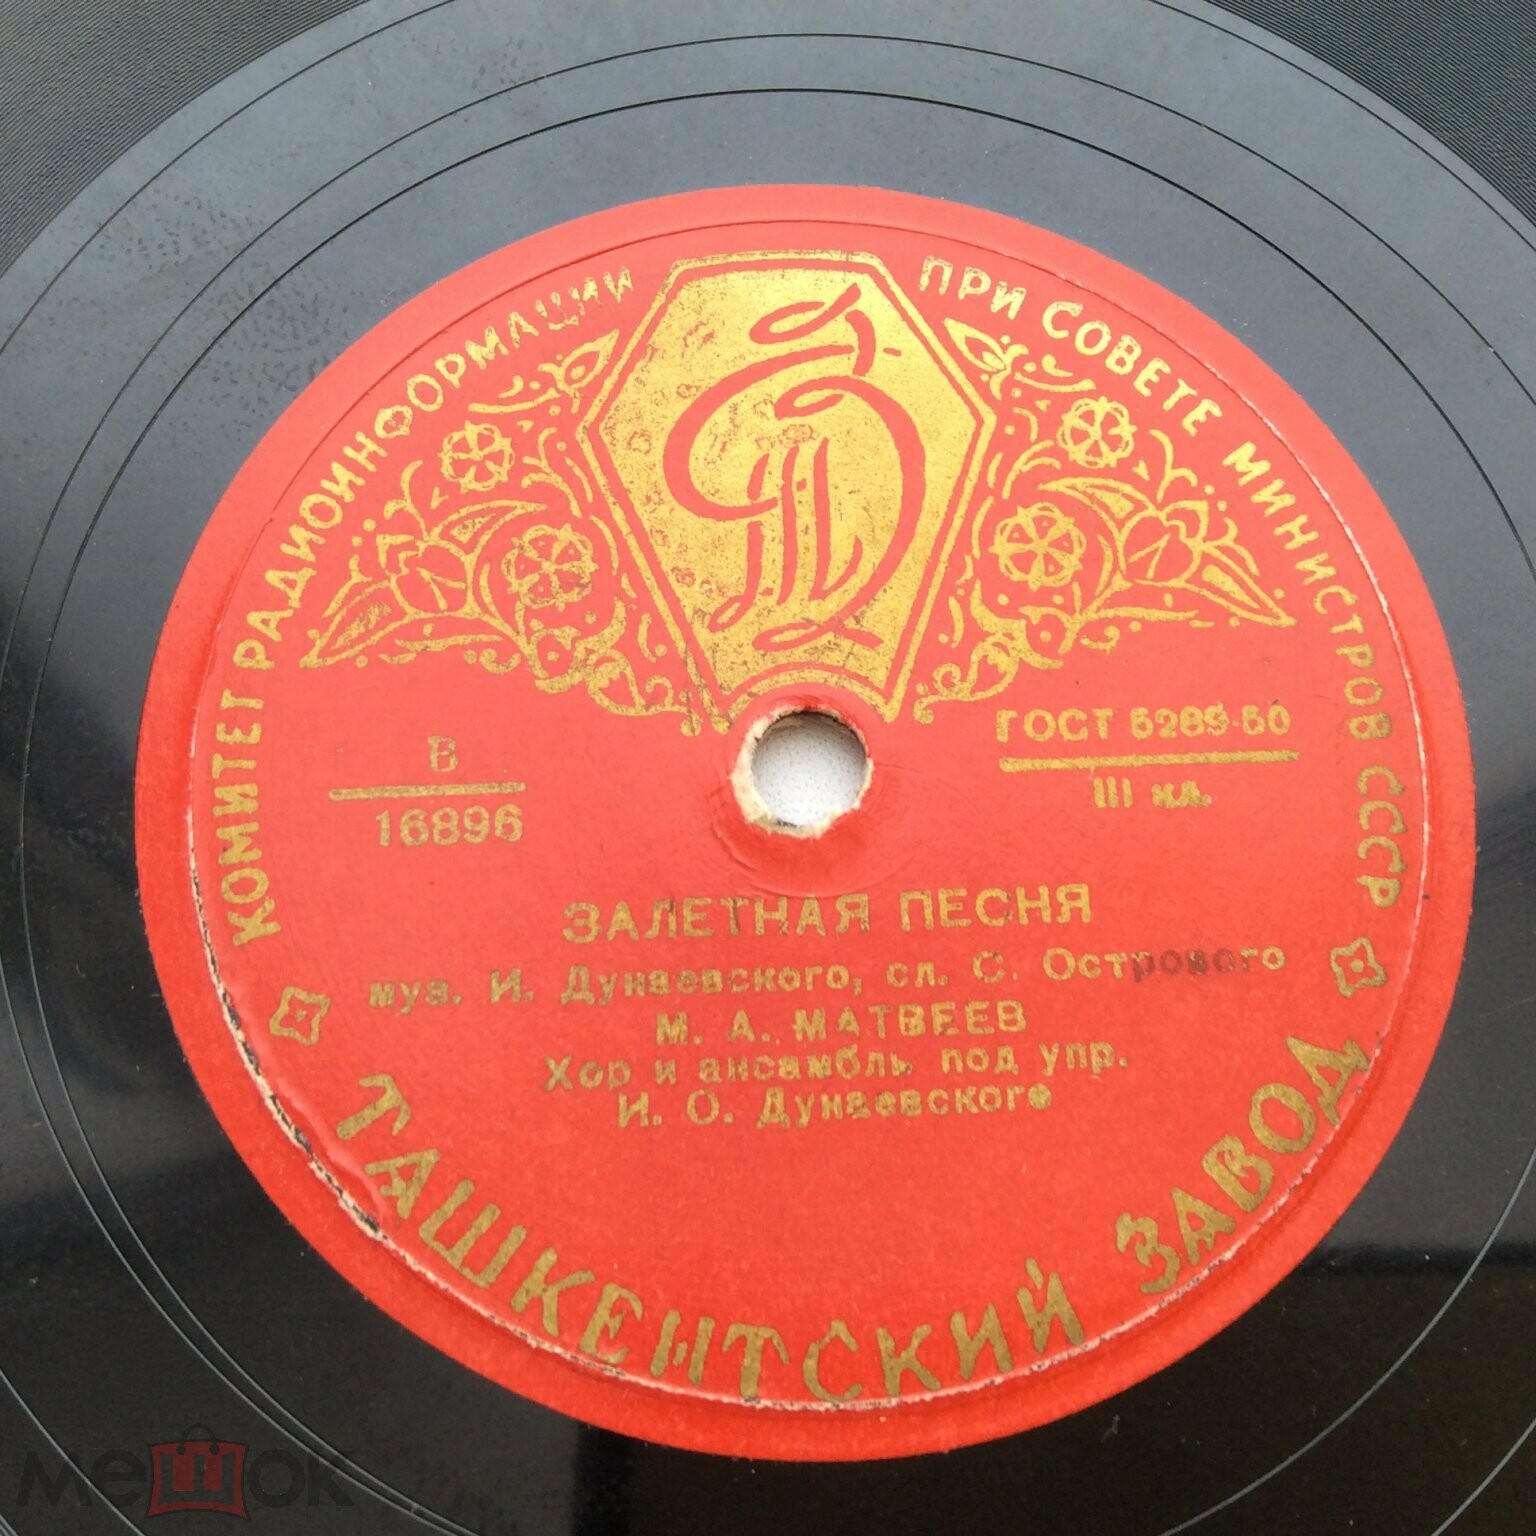 КОМИТЕТ РАДИОИНФОРМАЦИИ ПРИ СОВЕТЕ МИНИСТРОВ СССР
В
16896
ГОСТ 5289-50
III кл.
ЗАЛЕТНАЯ ПЕСНЯ
муз. И. Дунаевского, сл. С. Острового
М. А. МАТВЕЕВ
Хор и ансамбль под упр.
И. О. Дунаевского
ТАШКЕНТСКИЙ ЗАВОД
мешок